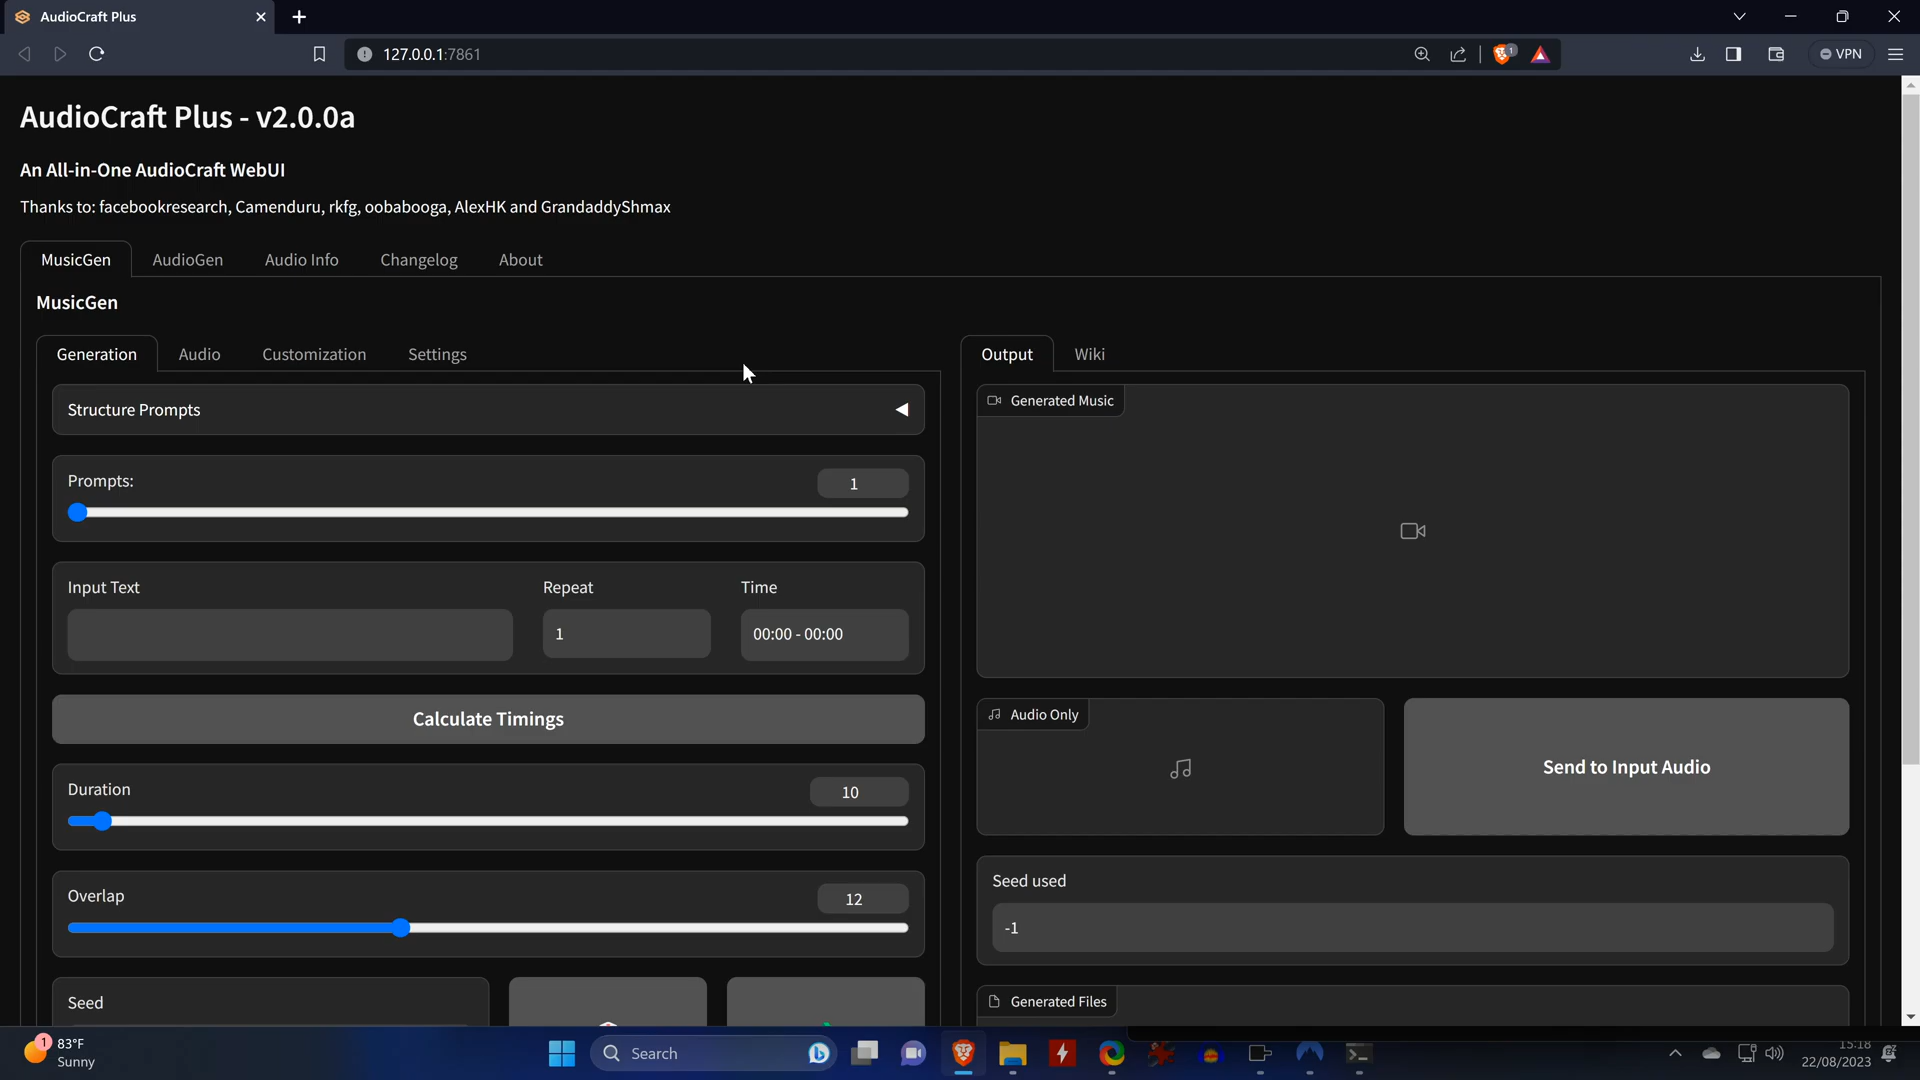 AudioCraft Plus
127.0.0.1:7861
1
VPN
AudioCraft Plus - v2.0.0a
An All-in-One AudioCraft WebUI
Thanks to: facebookresearch, Camenduru, rkfg, oobabooga, AlexHK and GrandaddyShmax
MusicGen AudioGen Audio Info Changelog About
MusicGen
Generation Audio Customization Settings
Structure Prompts
Prompts: 1
Input Text Repeat Time
1 00:00 - 00:00
Calculate Timings
Duration 10
Overlap 12
Seed
Output Wiki
Generated Music
Audio Only
Send to Input Audio
Seed used
-1
Generated Files
1
83°F
Sunny
Search
15:18
22/08/2023